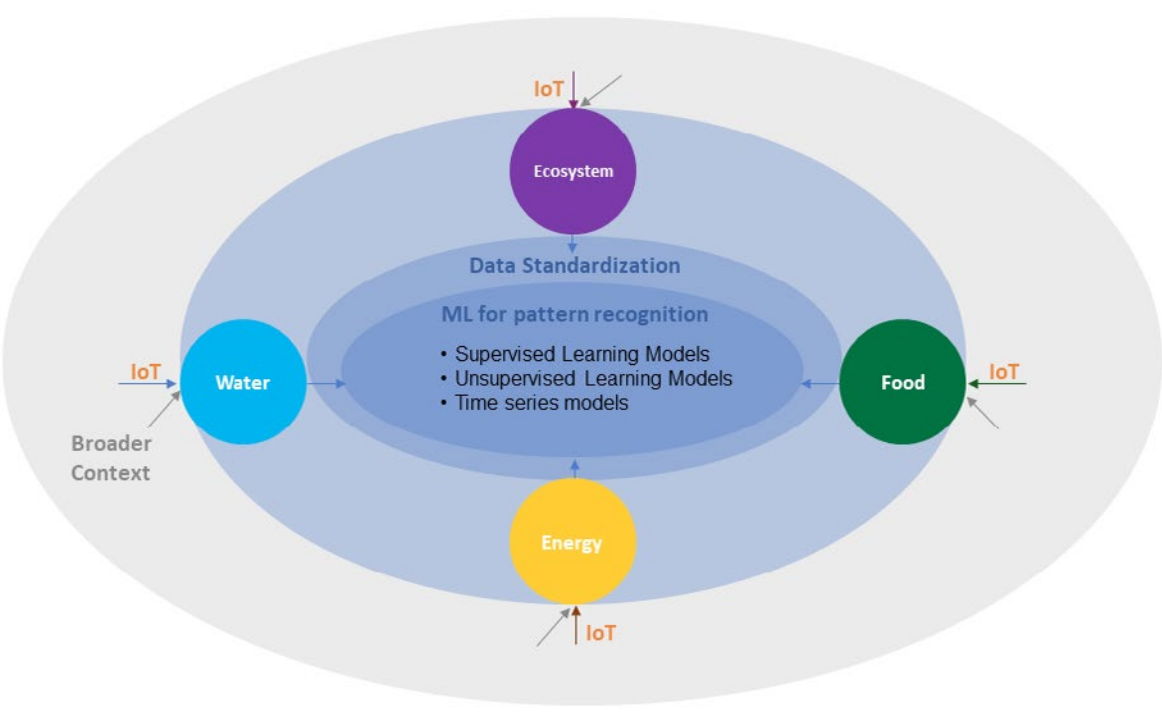 IoT
Ecosystem
Data Standardization
ML for pattern recognition
• Supervised Learning Models
• Unsupervised Learning Models
• Time series models
IoT
Water
Food
IoT
Broader
Context
Energy
IoT